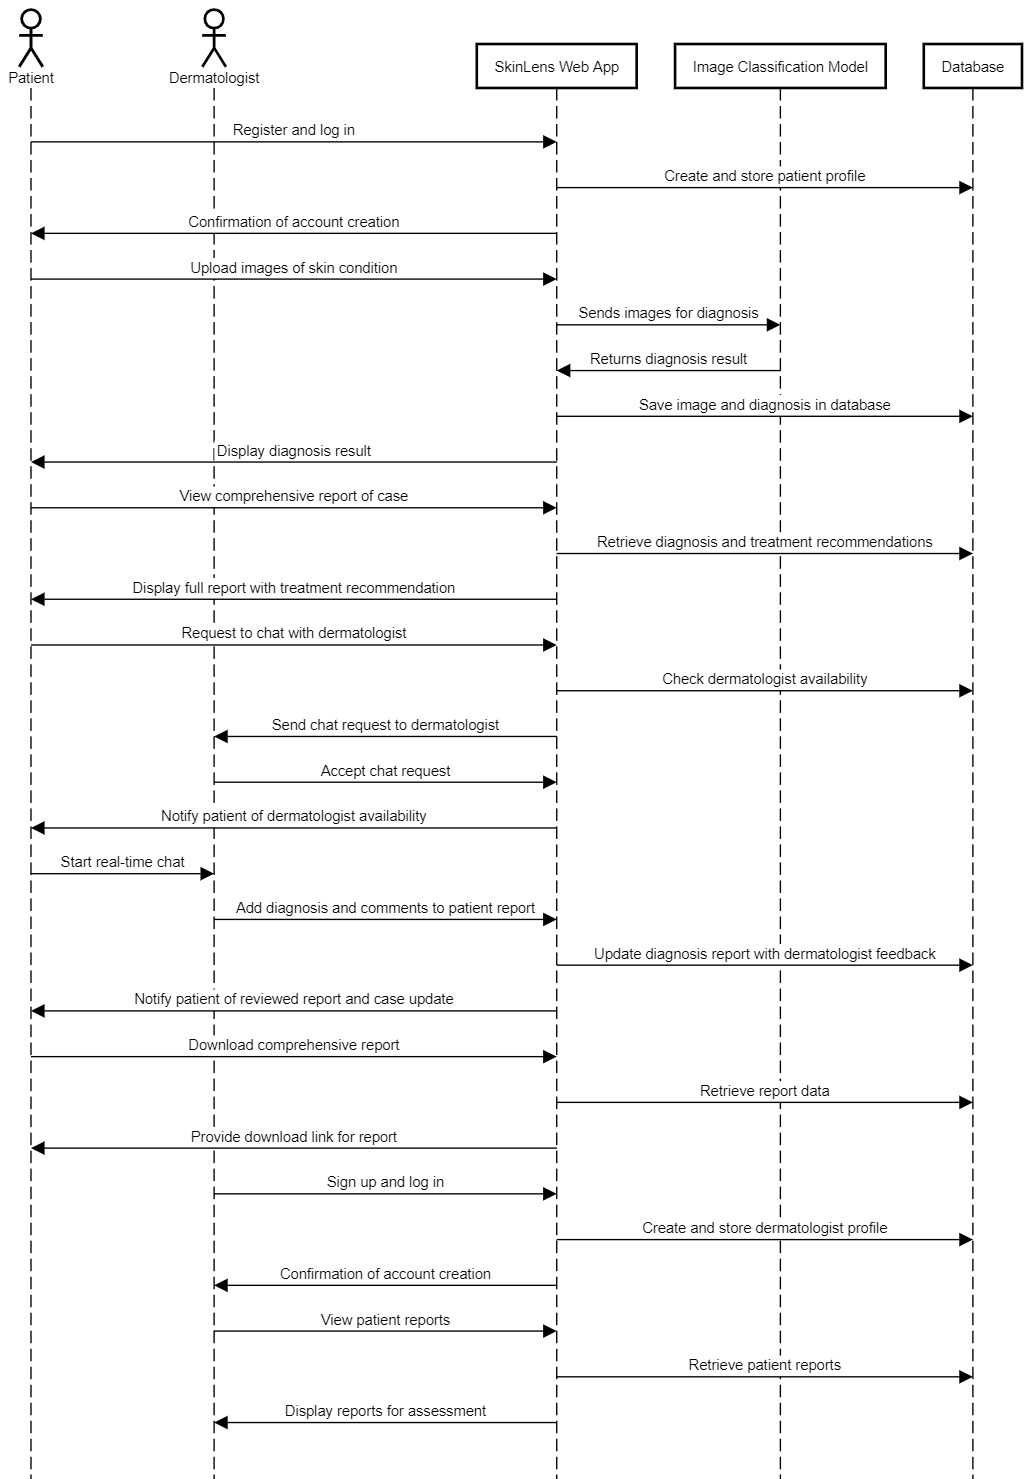 Patient
Dermatologist
SkinLens Web App
Image Classification Model
Database
Register and log in
Create and store patient profile
Confirmation of account creation
Upload images of skin condition
Sends images for diagnosis
Returns diagnosis result
Save image and diagnosis in database
Display diagnosis result
View comprehensive report of case
Retrieve diagnosis and treatment recommendations
Display full report with treatment recommendation
Request to chat with dermatologist
Check dermatologist availability
Send chat request to dermatologist
Accept chat request
Notify patient of dermatologist availability
Start real-time chat
Add diagnosis and comments to patient report
Update diagnosis report with dermatologist feedback
Notify patient of reviewed report and case update
Download comprehensive report
Retrieve report data
Provide download link for report
Sign up and log in
Create and store dermatologist profile
Confirmation of account creation
View patient reports
Retrieve patient reports
Display reports for assessment